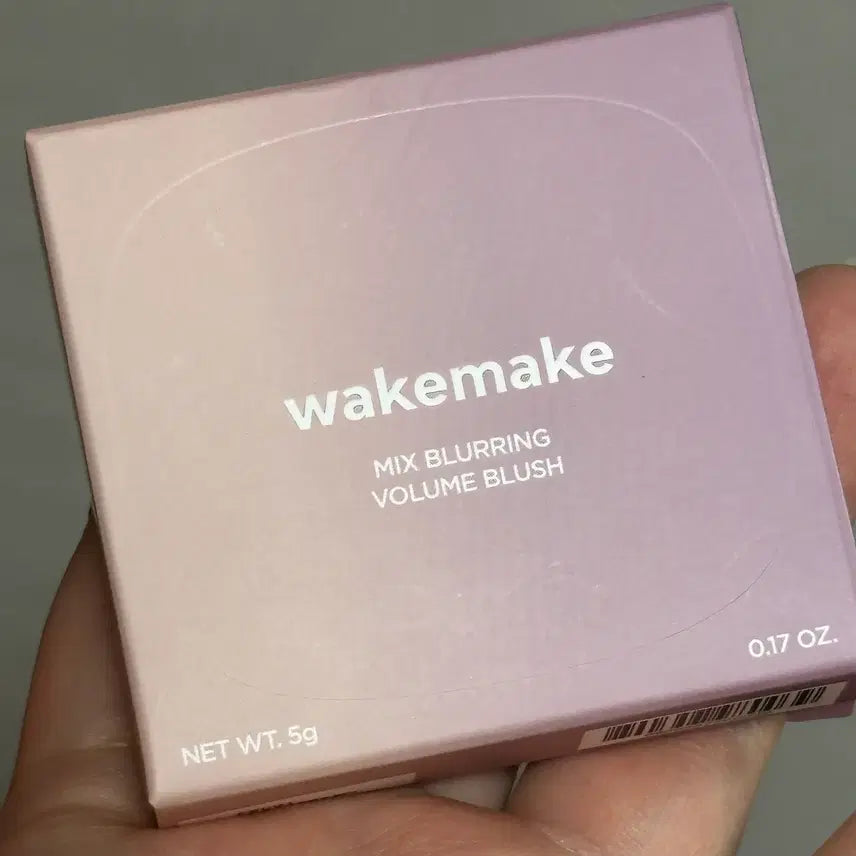 wakemake
MIX BLURRING
VOLUME BLUSH
0.17 OZ.
NET WT. 5g